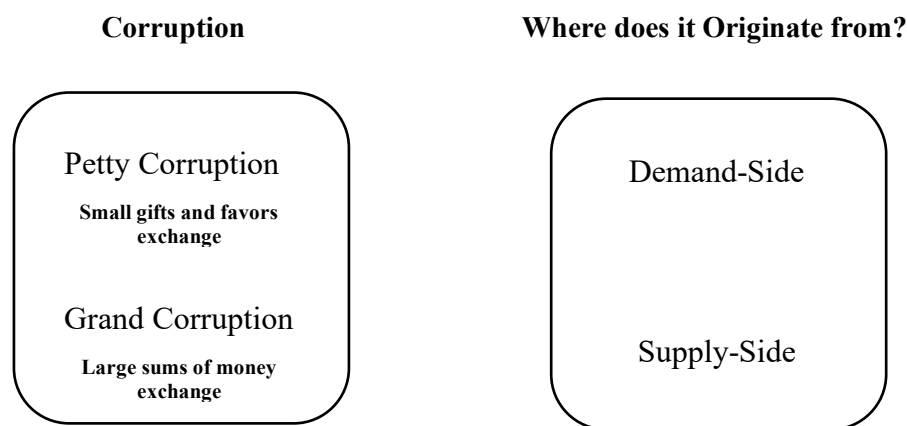 Corruption
Where does it Originate from?
Petty Corruption
Small gifts and favors
exchange
Grand Corruption
Large sums of money
exchange
Demand-Side
Supply-Side